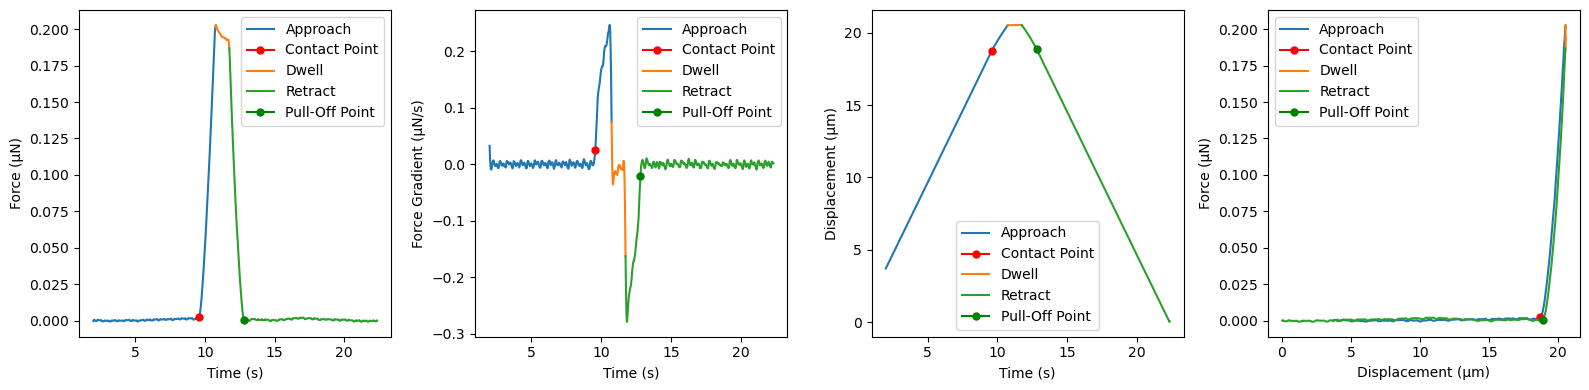 0.200
0.175
0.150
0.125
0.100
0.075
0.050
0.025
0.000
Force (μN)
5
10
15
20
Time (s)
Approach
Contact Point
Dwell
Retract
Pull-Off Point
0.2
0.1
0.0
−0.1
−0.2
−0.3
Force Gradient (μN/s)
5
10
15
20
Time (s)
Approach
Contact Point
Dwell
Retract
Pull-Off Point
20
15
10
5
0
Displacement (μm)
5
10
15
20
Time (s)
Approach
Contact Point
Dwell
Retract
Pull-Off Point
0.200
0.175
0.150
0.125
0.100
0.075
0.050
0.025
0.000
Force (μN)
0
5
10
15
20
Displacement (μm)
Approach
Contact Point
Dwell
Retract
Pull-Off Point